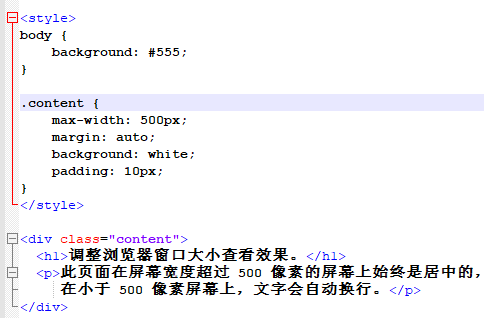 <style>
body {
    background: #555;
}

.content {
    max-width: 500px;
    margin: auto;
    background: white;
    padding: 10px;
}
</style>

<div class="content">
  <h1>调整浏览器窗口大小查看效果。</h1>
  <p>此页面在屏幕宽度超过 500 像素的屏幕上始终是居中的，
     在小于 500 像素屏幕上，文字会自动换行。</p>
</div>